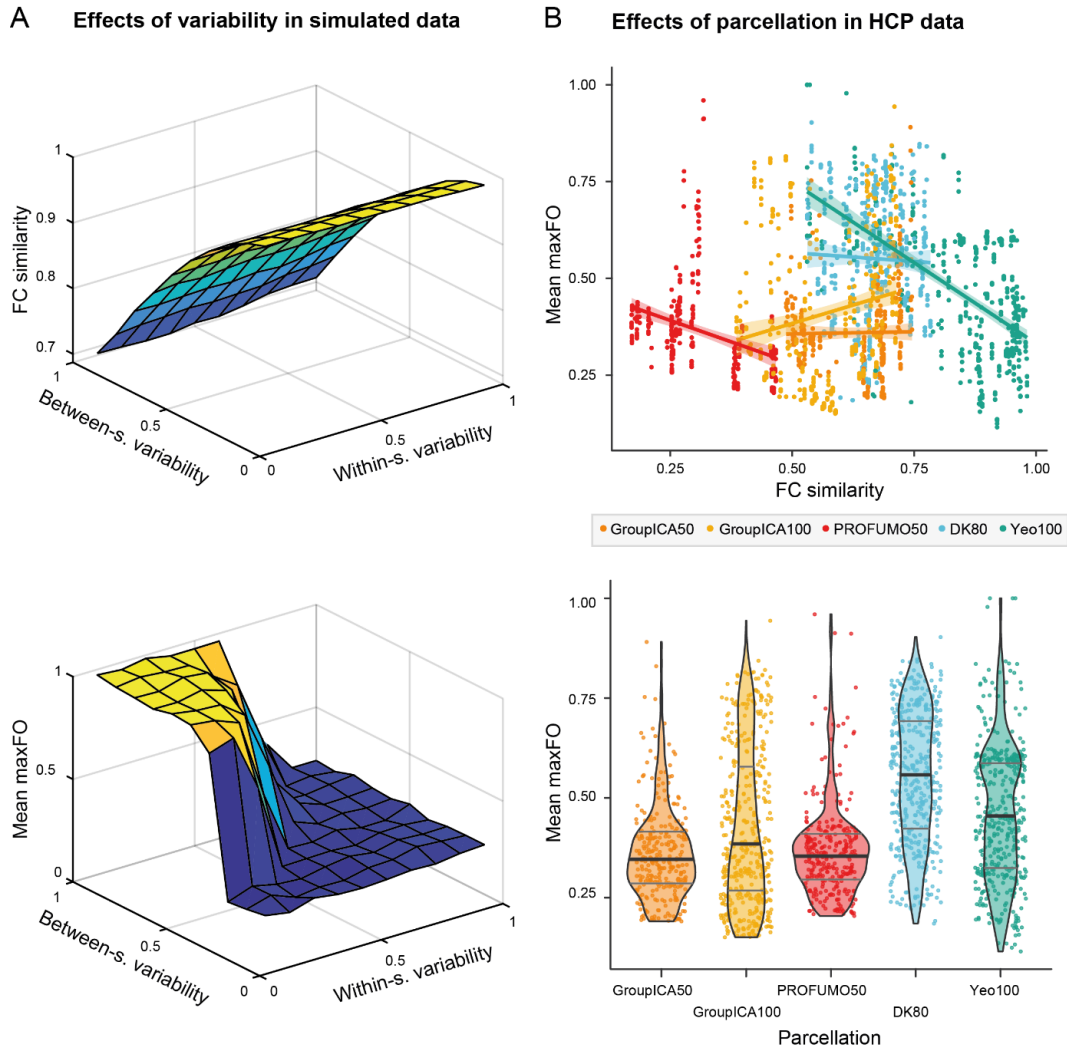 A Effects of variability in simulated data
1
0.9
0.8
0.7
FC similarity
1
0.5
0
Between-s. variability
0
0.5
1
Within-s. variability
1
0.5
0
Mean maxFO
1
0.5
0
Between-s. variability
0
0.5
1
Within-s. variability
B Effects of parcellation in HCP data
1.00
0.75
0.50
0.25
Mean maxFO
0.25 0.50 0.75 1.00
FC similarity
GroupICA50 GroupICA100 PROFUMO50 DK80 Yeo100
1.00
0.75
0.50
0.25
Mean maxFO
GroupICA50 PROFUMO50 Yeo100
GroupICA100 DK80
Parcellation